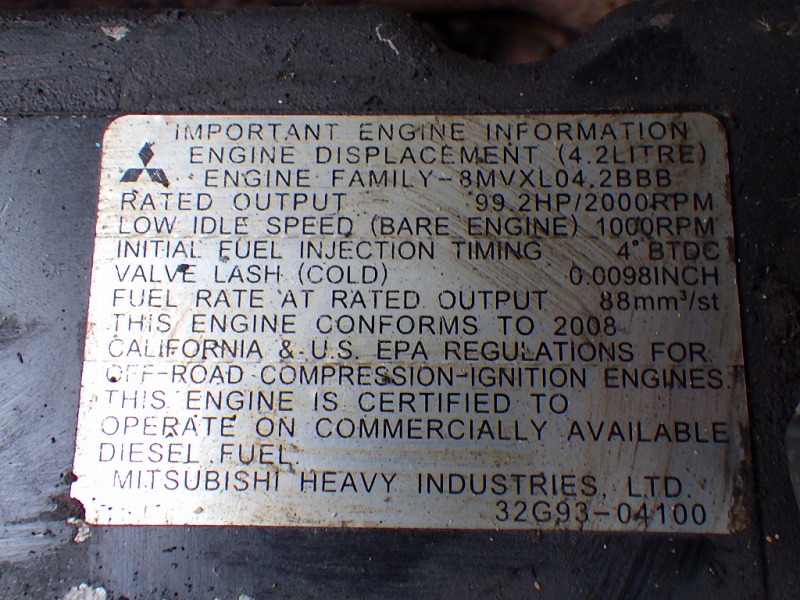 IMPORTANT ENGINE INFORMATION
ENGINE DISPLACEMENT (4.2LITRE)
ENGINE FAMILY-8MVXL04.2BBB
RATED OUTPUT 99.2HP/2000RPM
LOW IDLE SPEED (BARE ENGINE) 1000RPM
INITIAL FUEL INJECTION TIMING 4° BTDC
VALVE LASH (COLD) 0.0098INCH
FUEL RATE AT RATED OUTPUT 88mm³/st
THIS ENGINE CONFORMS TO 2008
CALIFORNIA & U.S. EPA REGULATIONS FOR
OFF-ROAD COMPRESSION-IGNITION ENGINES.
THIS ENGINE IS CERTIFIED TO
OPERATE ON COMMERCIALLY AVAILABLE
DIESEL FUEL.
MITSUBISHI HEAVY INDUSTRIES, LTD.
32G93-04100